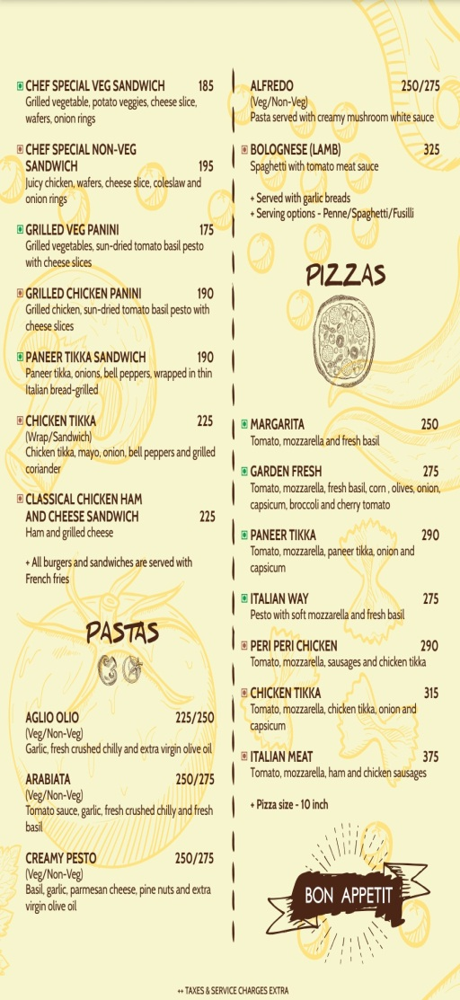 CHEF SPECIAL VEG SANDWICH 185
Grilled vegetable, potato veggies, cheese slice,
wafers, onion rings
CHEF SPECIAL NON-VEG
SANDWICH 195
Juicy chicken, wafers, cheese slice, coleslaw and
onion rings
GRILLED VEG PANINI 175
Grilled vegetables, sun-dried tomato basil pesto
with cheese slices
GRILLED CHICKEN PANINI 190
Grilled chicken, sun-dried tomato basil pesto with
cheese slices
PANEER TIKKA SANDWICH 190
Paneer tikka, onions, bell peppers, wrapped in thin
Italian bread-grilled
CHICKEN TIKKA 225
(Wrap/Sandwich)
Chicken tikka, mayo, onion, bell peppers and grilled
coriander
CLASSICAL CHICKEN HAM
AND CHEESE SANDWICH 225
Ham and grilled cheese
+ All burgers and sandwiches are served with
French fries
PASTAS
AGLIO OLIO 225/250
(Veg/Non-Veg)
Garlic, fresh crushed chilly and extra virgin olive oil
ARABIATA 250/275
(Veg/Non-Veg)
Tomato sauce, garlic, fresh crushed chilly and fresh
basil
CREAMY PESTO 250/275
(Veg/Non-Veg)
Basil, garlic, parmesan cheese, pine nuts and extra
virgin olive oil
ALFREDO 250/275
(Veg/Non-Veg)
Pasta served with creamy mushroom white sauce
BOLOGNESE (LAMB) 325
Spaghetti with tomato meat sauce
+ Served with garlic breads
+ Serving options - Penne/Spaghetti/Fusilli
PIZZAS
MARGARITA 250
Tomato, mozzarella and fresh basil
GARDEN FRESH 275
Tomato, mozzarella, fresh basil, corn , olives, onion,
capsicum, broccoli and cherry tomato
PANEER TIKKA 290
Tomato, mozzarella, paneer tikka, onion and
capsicum
ITALIAN WAY 275
Pesto with soft mozzarella and fresh basil
PERI PERI CHICKEN 290
Tomato, mozzarella, sausages and chicken tikka
CHICKEN TIKKA 315
Tomato, mozzarella, chicken tikka, onion and
capsicum
ITALIAN MEAT 375
Tomato, mozzarella, ham and chicken sausages
+ Pizza size - 10 inch
BON APPETIT
++ TAXES & SERVICE CHARGES EXTRA